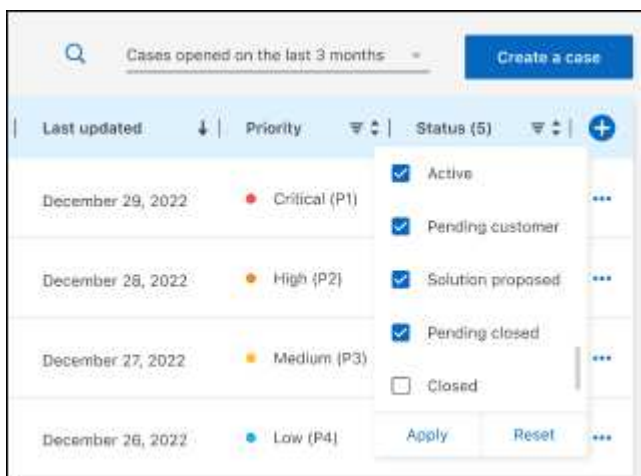 Cases opened on the last 3 months
Create a case
Last updated Priority Status (5)
Active
December 29, 2022 Critical (P1)
Pending customer
December 28, 2022 High (P2) Solution proposed
Pending closed
December 27, 2022 Medium (P3)
Closed
December 26, 2022 Low (P4) Apply Reset